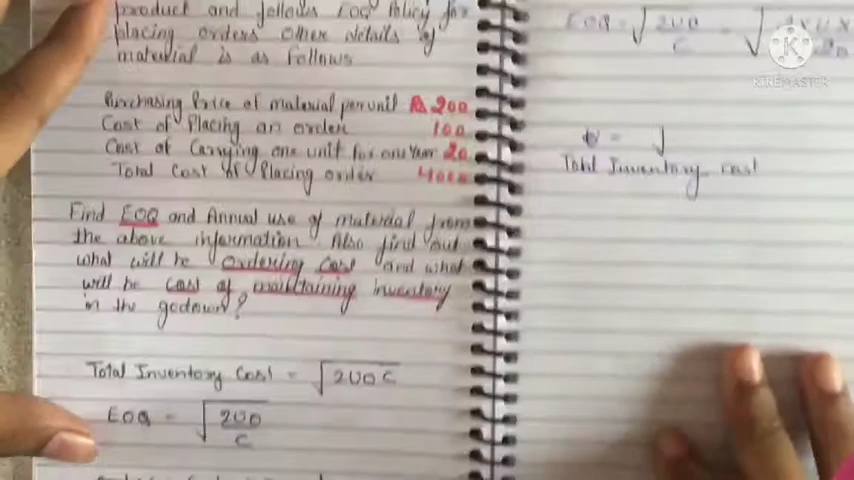 product and follows EOQ Policy for
placing orders other details of
material is as follows
Purchasing Price of material per unit Rs 200
Cost of Placing an order 100
Cost of Carrying one unit for one Year 20
Total Cost of Placing order 4000
Find EOQ and Annual use of material from
the above information Also find out
what will be ordering Cost and what
will be cost of maintaining inventory
in the godown?
Total Inventory Cost = √2UOC
EOQ = √2UO
C
EOQ = √2UO = √
C
=
Total Inventory cost
KINEMASTER